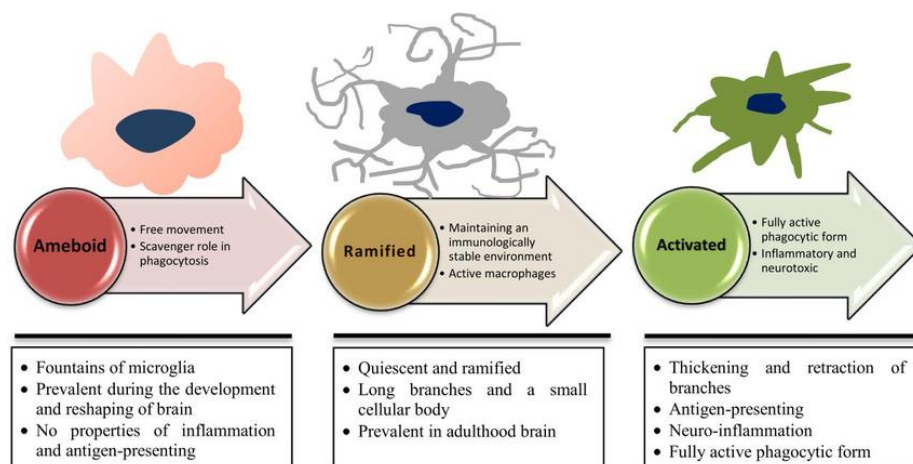 Ameboid
• Free movement
• Scavenger role in
phagocytosis
Ramified
• Maintaining an
immunologically
stable environment
• Active macrophages
Activated
• Fully active
phagocytic form
• Inflammatory and
neurotoxic
• Fountains of microglia
• Prevalent during the development
and reshaping of brain
• No properties of inflammation
and antigen-presenting
• Quiescent and ramified
• Long branches and a small
cellular body
• Prevalent in adulthood brain
• Thickening and retraction of
branches
• Antigen-presenting
• Neuro-inflammation
• Fully active phagocytic form